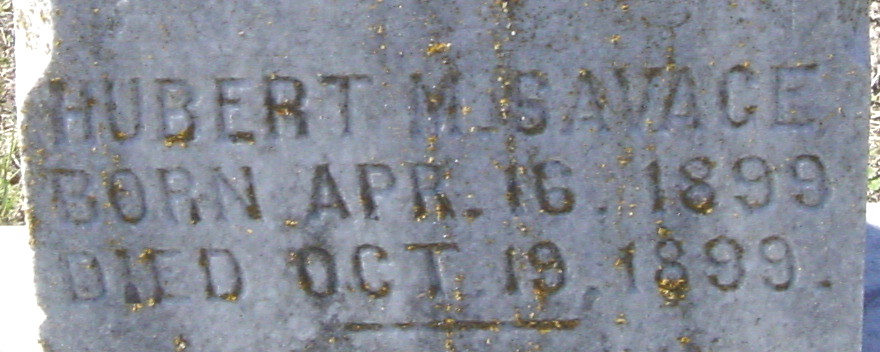 HUBERT M. SAVAGE
BORN APR. 16. 1899
DIED OCT. 19, 1899.